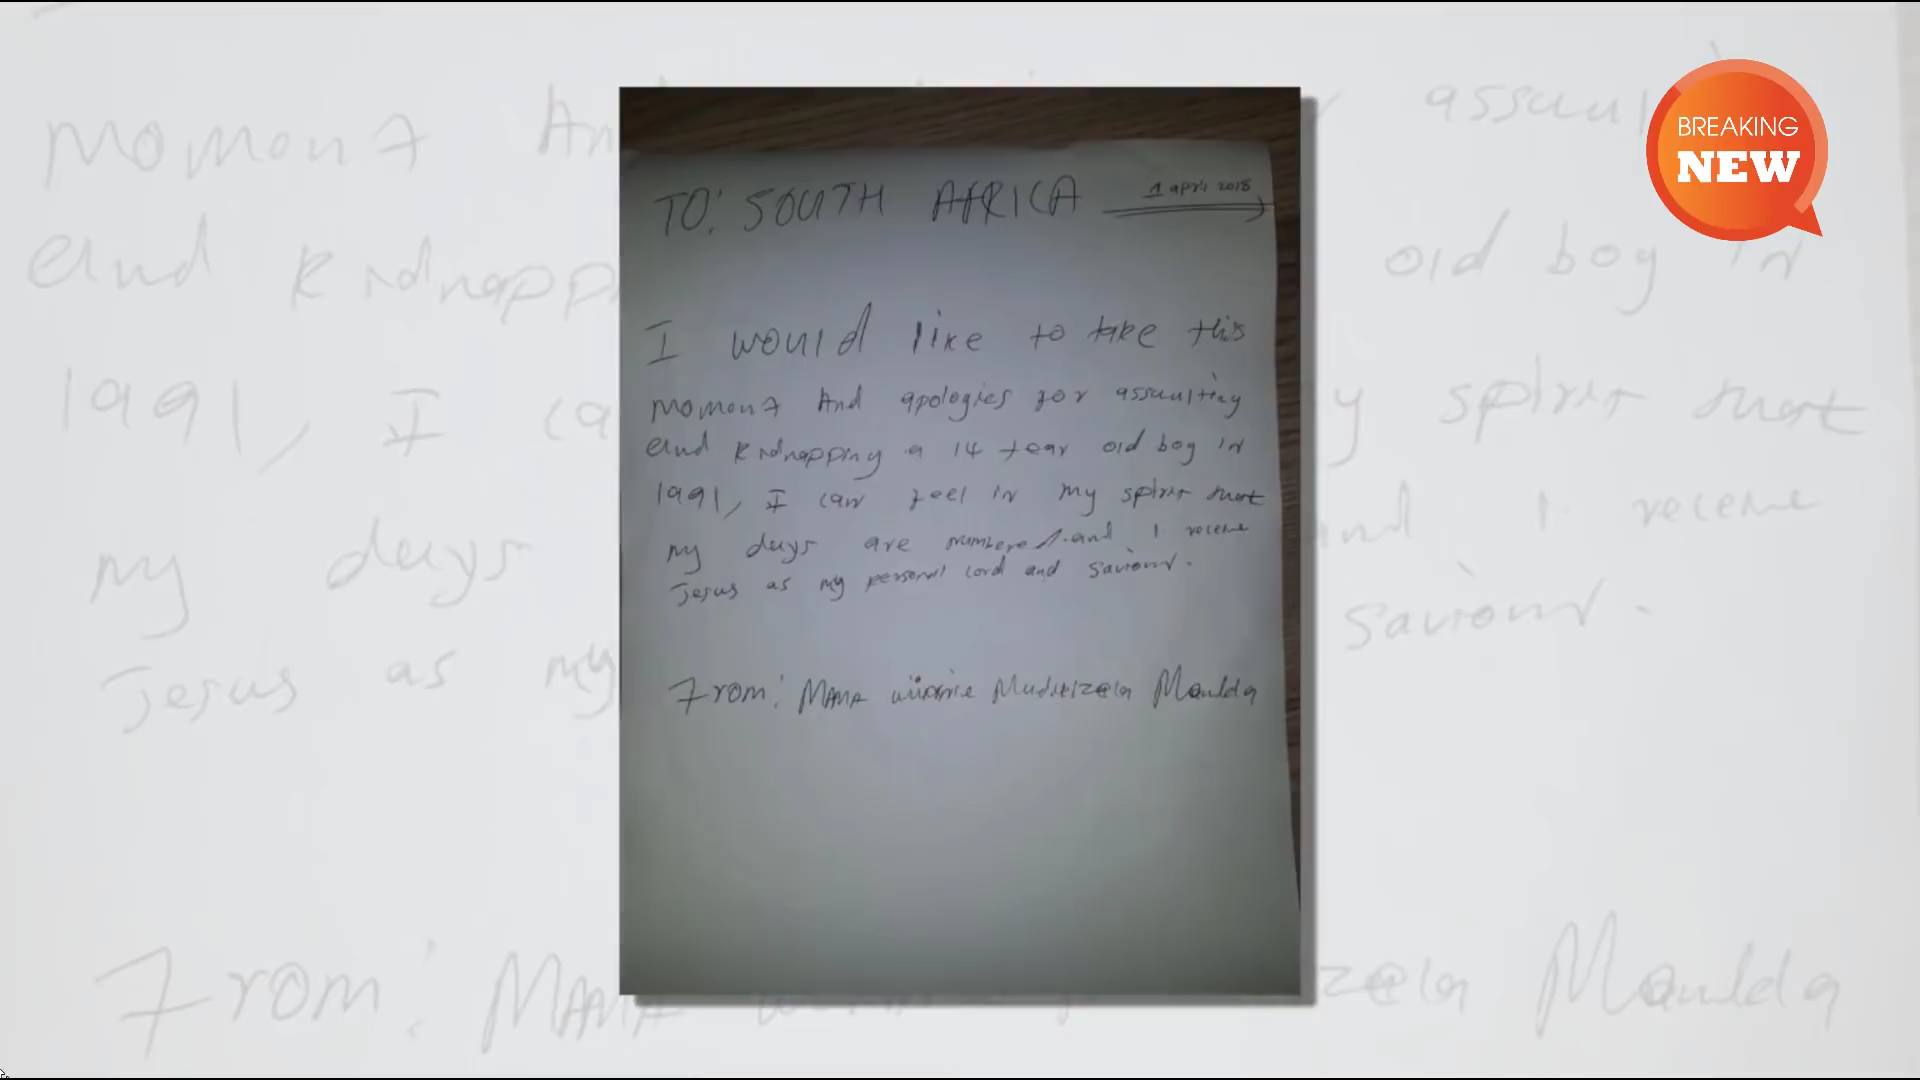 BREAKING
NEW
TO: SOUTH AFRICA 1 april 2018
I would like to take this
Moment And apologies for assaulting
and kidnapping a 14 year old boy in
1991, I can feel in my spirit that
my days are numbered. and I receive
Jesus as my personal lord and saviour.
From: MAMA winnie Madikizela Mandela